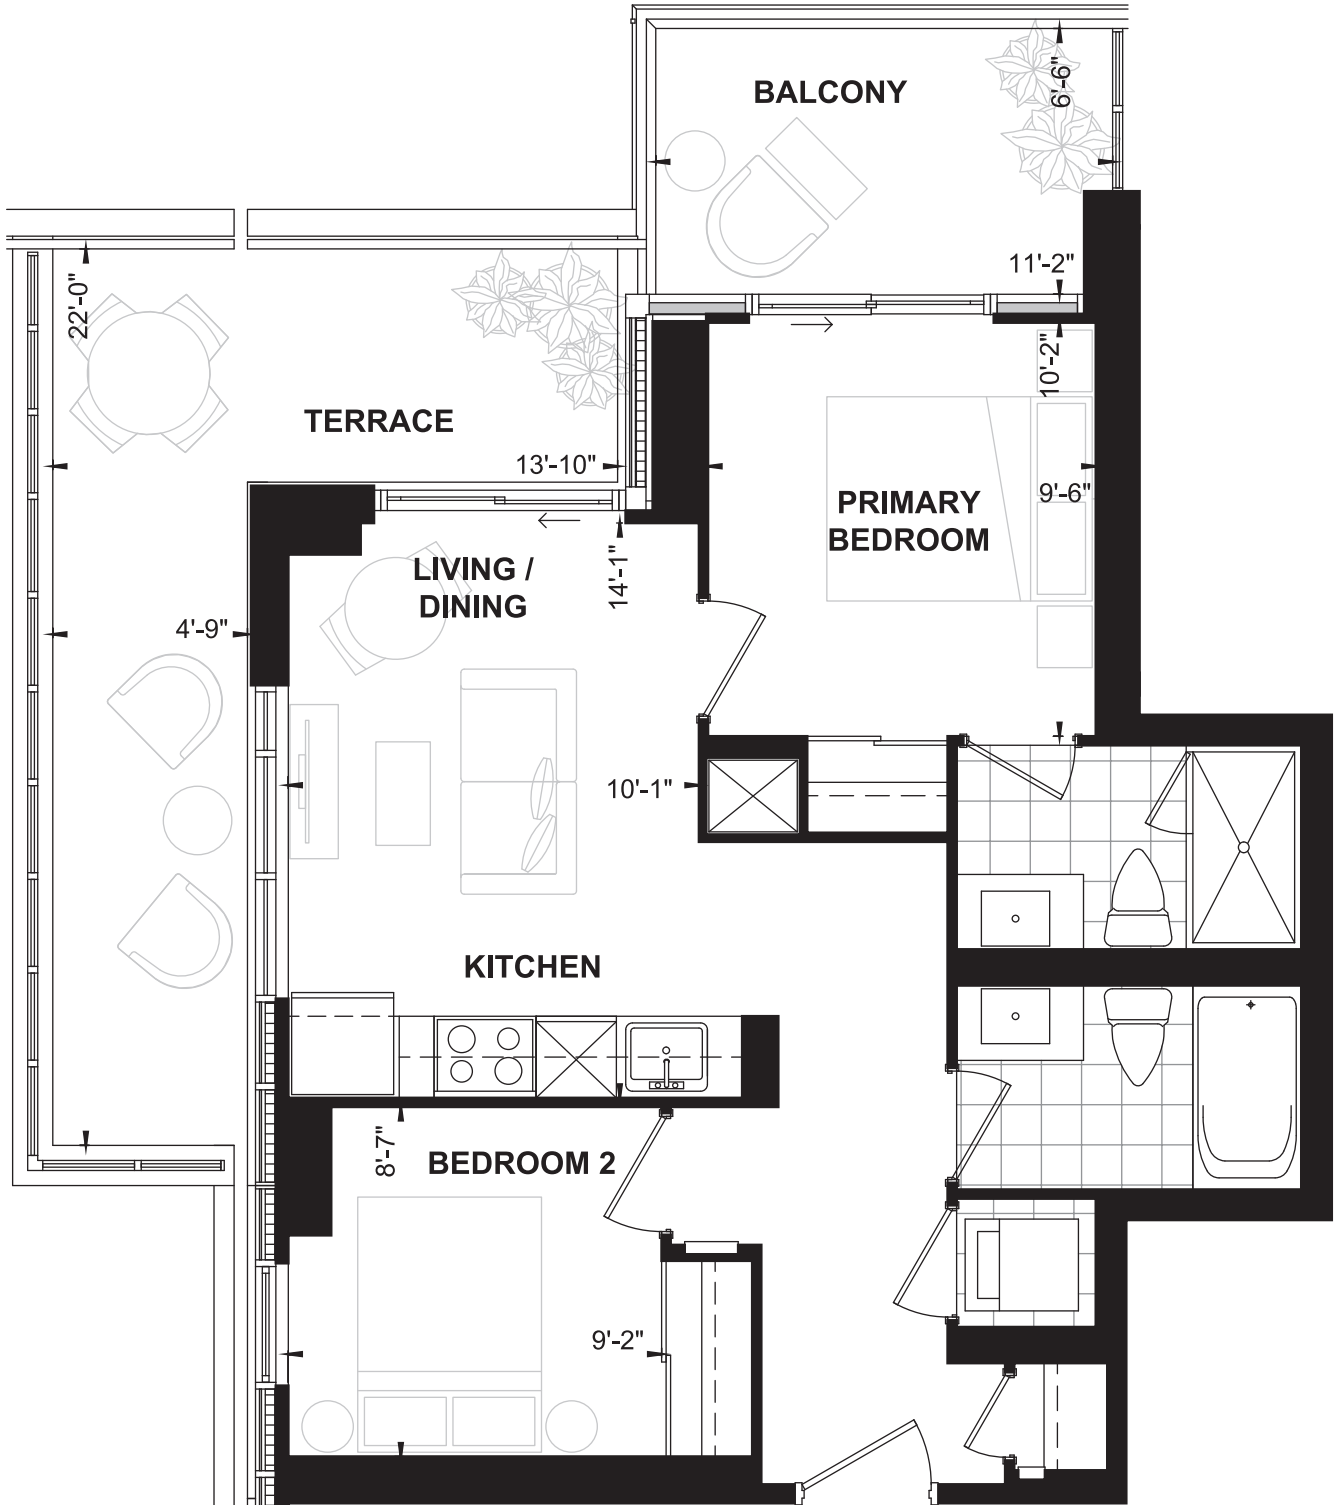 BALCONY
6'-6"
11'-2"
22'-0"
TERRACE
13'-10"
10'-2"
9'-6"
PRIMARY
BEDROOM
LIVING /
DINING
14'-1"
4'-9"
10'-1"
KITCHEN
8'-7"
BEDROOM 2
9'-2"